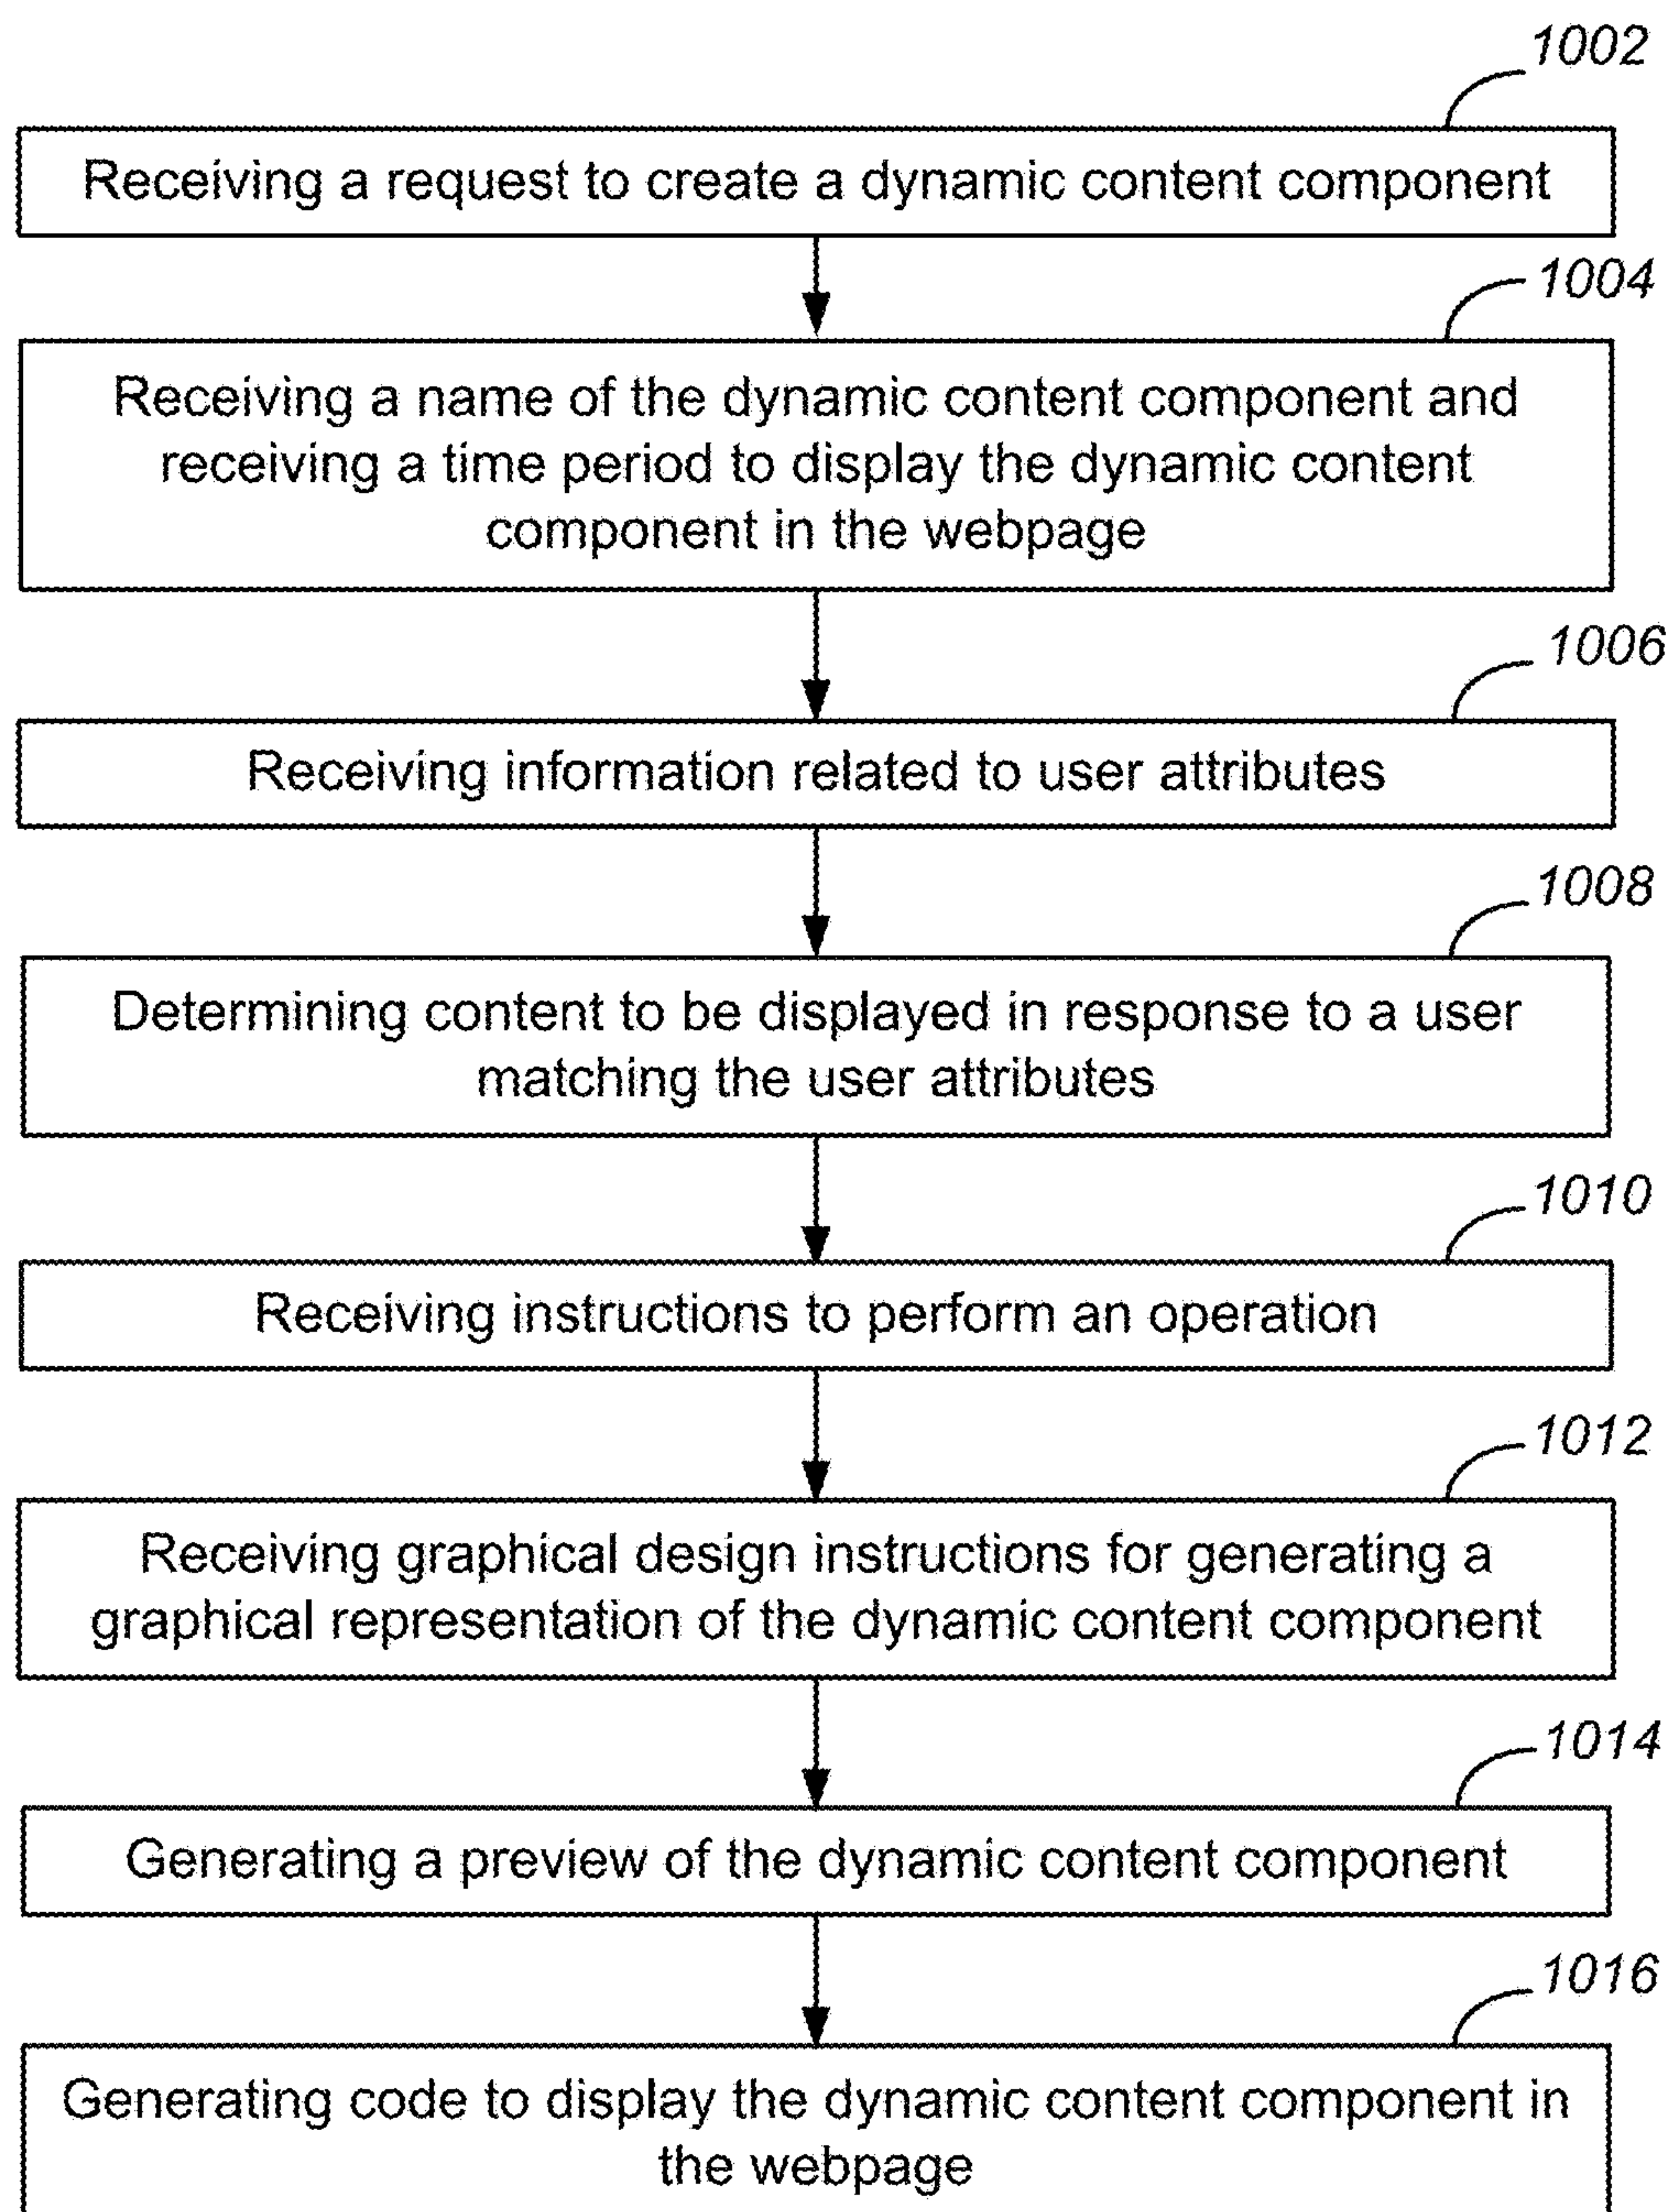 1002
Receiving a request to create a dynamic content component
1004
Receiving a name of the dynamic content component and
receiving a time period to display the dynamic content
component in the webpage
1006
Receiving information related to user attributes
1008
Determining content to be displayed in response to a user
matching the user attributes
1010
Receiving instructions to perform an operation
1012
Receiving graphical design instructions for generating a
graphical representation of the dynamic content component
1014
Generating a preview of the dynamic content component
1016
Generating code to display the dynamic content component in
the webpage